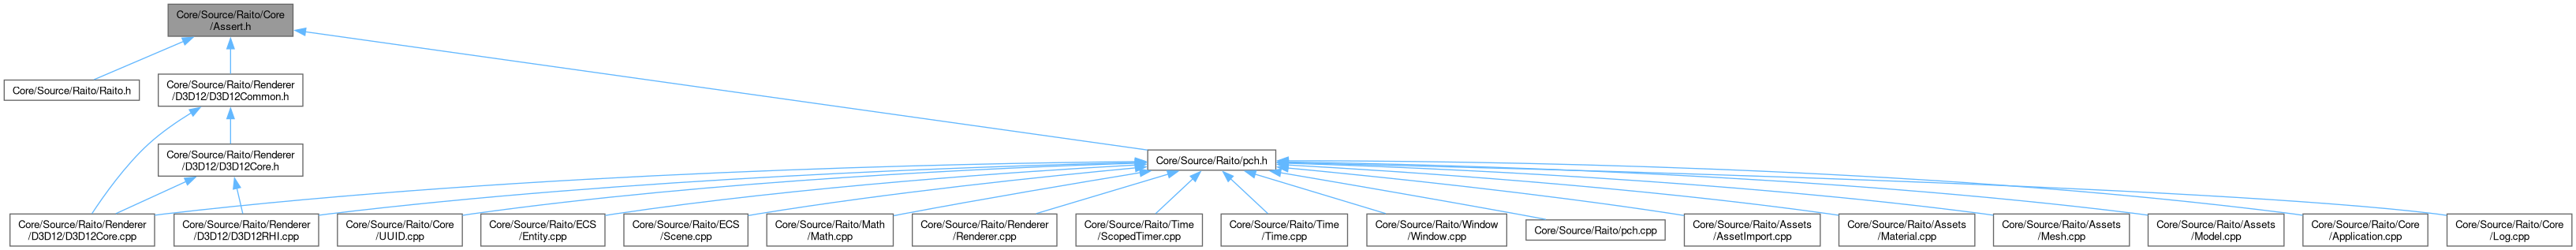 Core/Source/Raito/Core
/Assert.h
Core/Source/Raito/Raito.h
Core/Source/Raito/Renderer
/D3D12/D3D12Common.h
Core/Source/Raito/Renderer
/D3D12/D3D12Core.h
Core/Source/Raito/pch.h
Core/Source/Raito/Renderer
/D3D12/D3D12Core.cpp
Core/Source/Raito/Renderer
/D3D12/D3D12RHI.cpp
Core/Source/Raito/Core
/UUID.cpp
Core/Source/Raito/ECS
/Entity.cpp
Core/Source/Raito/ECS
/Scene.cpp
Core/Source/Raito/Math
/Math.cpp
Core/Source/Raito/Renderer
/Renderer.cpp
Core/Source/Raito/Time
/ScopedTimer.cpp
Core/Source/Raito/Time
/Time.cpp
Core/Source/Raito/Window
/Window.cpp
Core/Source/Raito/pch.cpp
Core/Source/Raito/Assets
/AssetImport.cpp
Core/Source/Raito/Assets
/Material.cpp
Core/Source/Raito/Assets
/Mesh.cpp
Core/Source/Raito/Assets
/Model.cpp
Core/Source/Raito/Core
/Application.cpp
Core/Source/Raito/Core
/Log.cpp